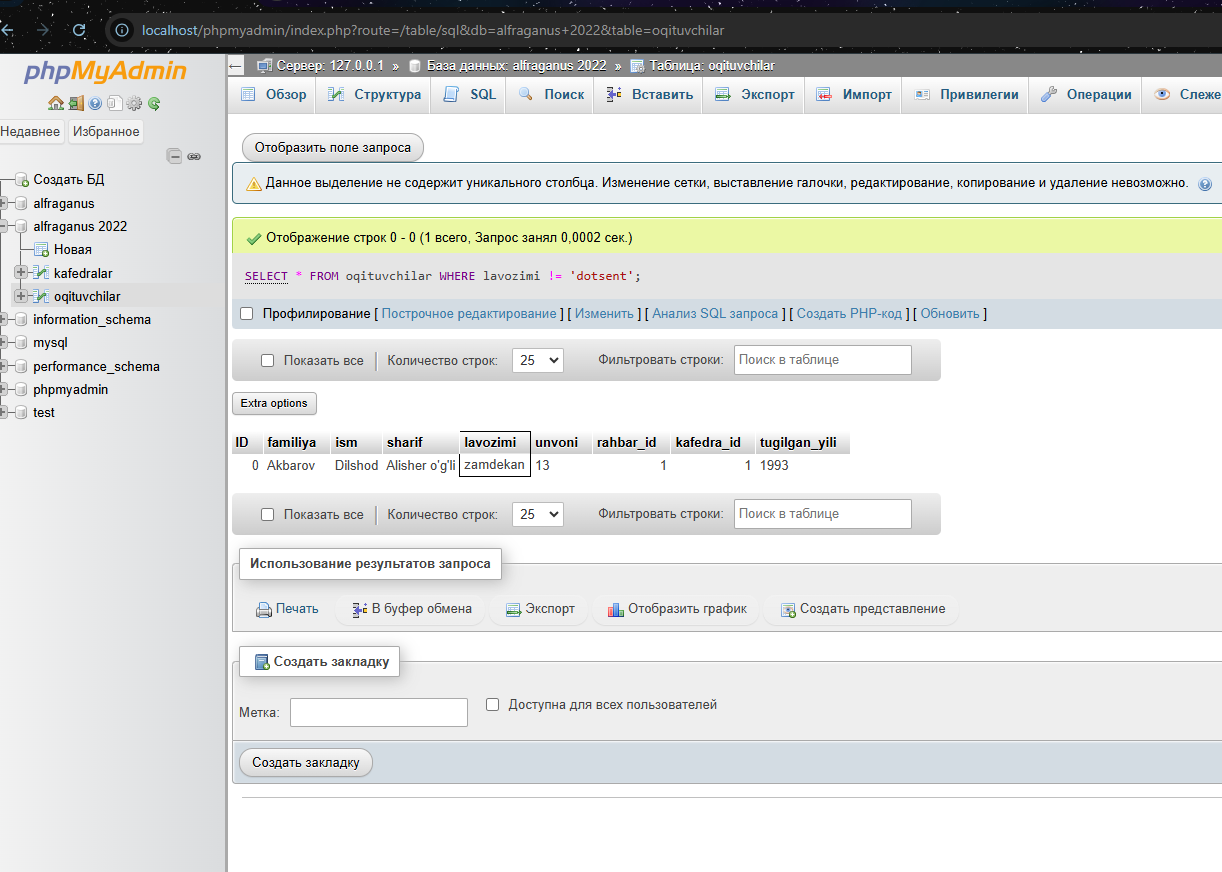 localhost/phpmyadmin/index.php?route=/table/sql&db=alfraganus+2022&table=oqituvchilar
phpMyAdmin
Недавнее Избранное
Создать БД
alfraganus
alfraganus 2022
Новая
kafedralar
oqituvchilar
information_schema
mysql
performance_schema
phpmyadmin
test
Сервер: 127.0.0.1 » База данных: alfraganus 2022 » Таблица: oqituvchilar
Обзор Структура SQL Поиск Вставить Экспорт Импорт Привилегии Операции Слеже
Отобразить поле запроса
Данное выделение не содержит уникального столбца. Изменение сетки, выставление галочки, редактирование, копирование и удаление невозможно.
Отображение строк 0 - 0 (1 всего, Запрос занял 0,0002 сек.)
SELECT * FROM oqituvchilar WHERE lavozimi != 'dotsent';
Профилирование [ Построчное редактирование ] [ Изменить ] [ Анализ SQL запроса ] [ Создать PHP-код ] [ Обновить ]
Показать все Количество строк: 25 Фильтровать строки: Поиск в таблице
Extra options
ID familiya ism sharif lavozimi unvoni rahbar_id kafedra_id tugilgan_yili
0 Akbarov Dilshod Alisher o'g'li zamdekan 13 1 1 1993
Показать все Количество строк: 25 Фильтровать строки: Поиск в таблице
Использование результатов запроса
Печать В буфер обмена Экспорт Отобразить график Создать представление
Создать закладку
Метка: Доступна для всех пользователей
Создать закладку